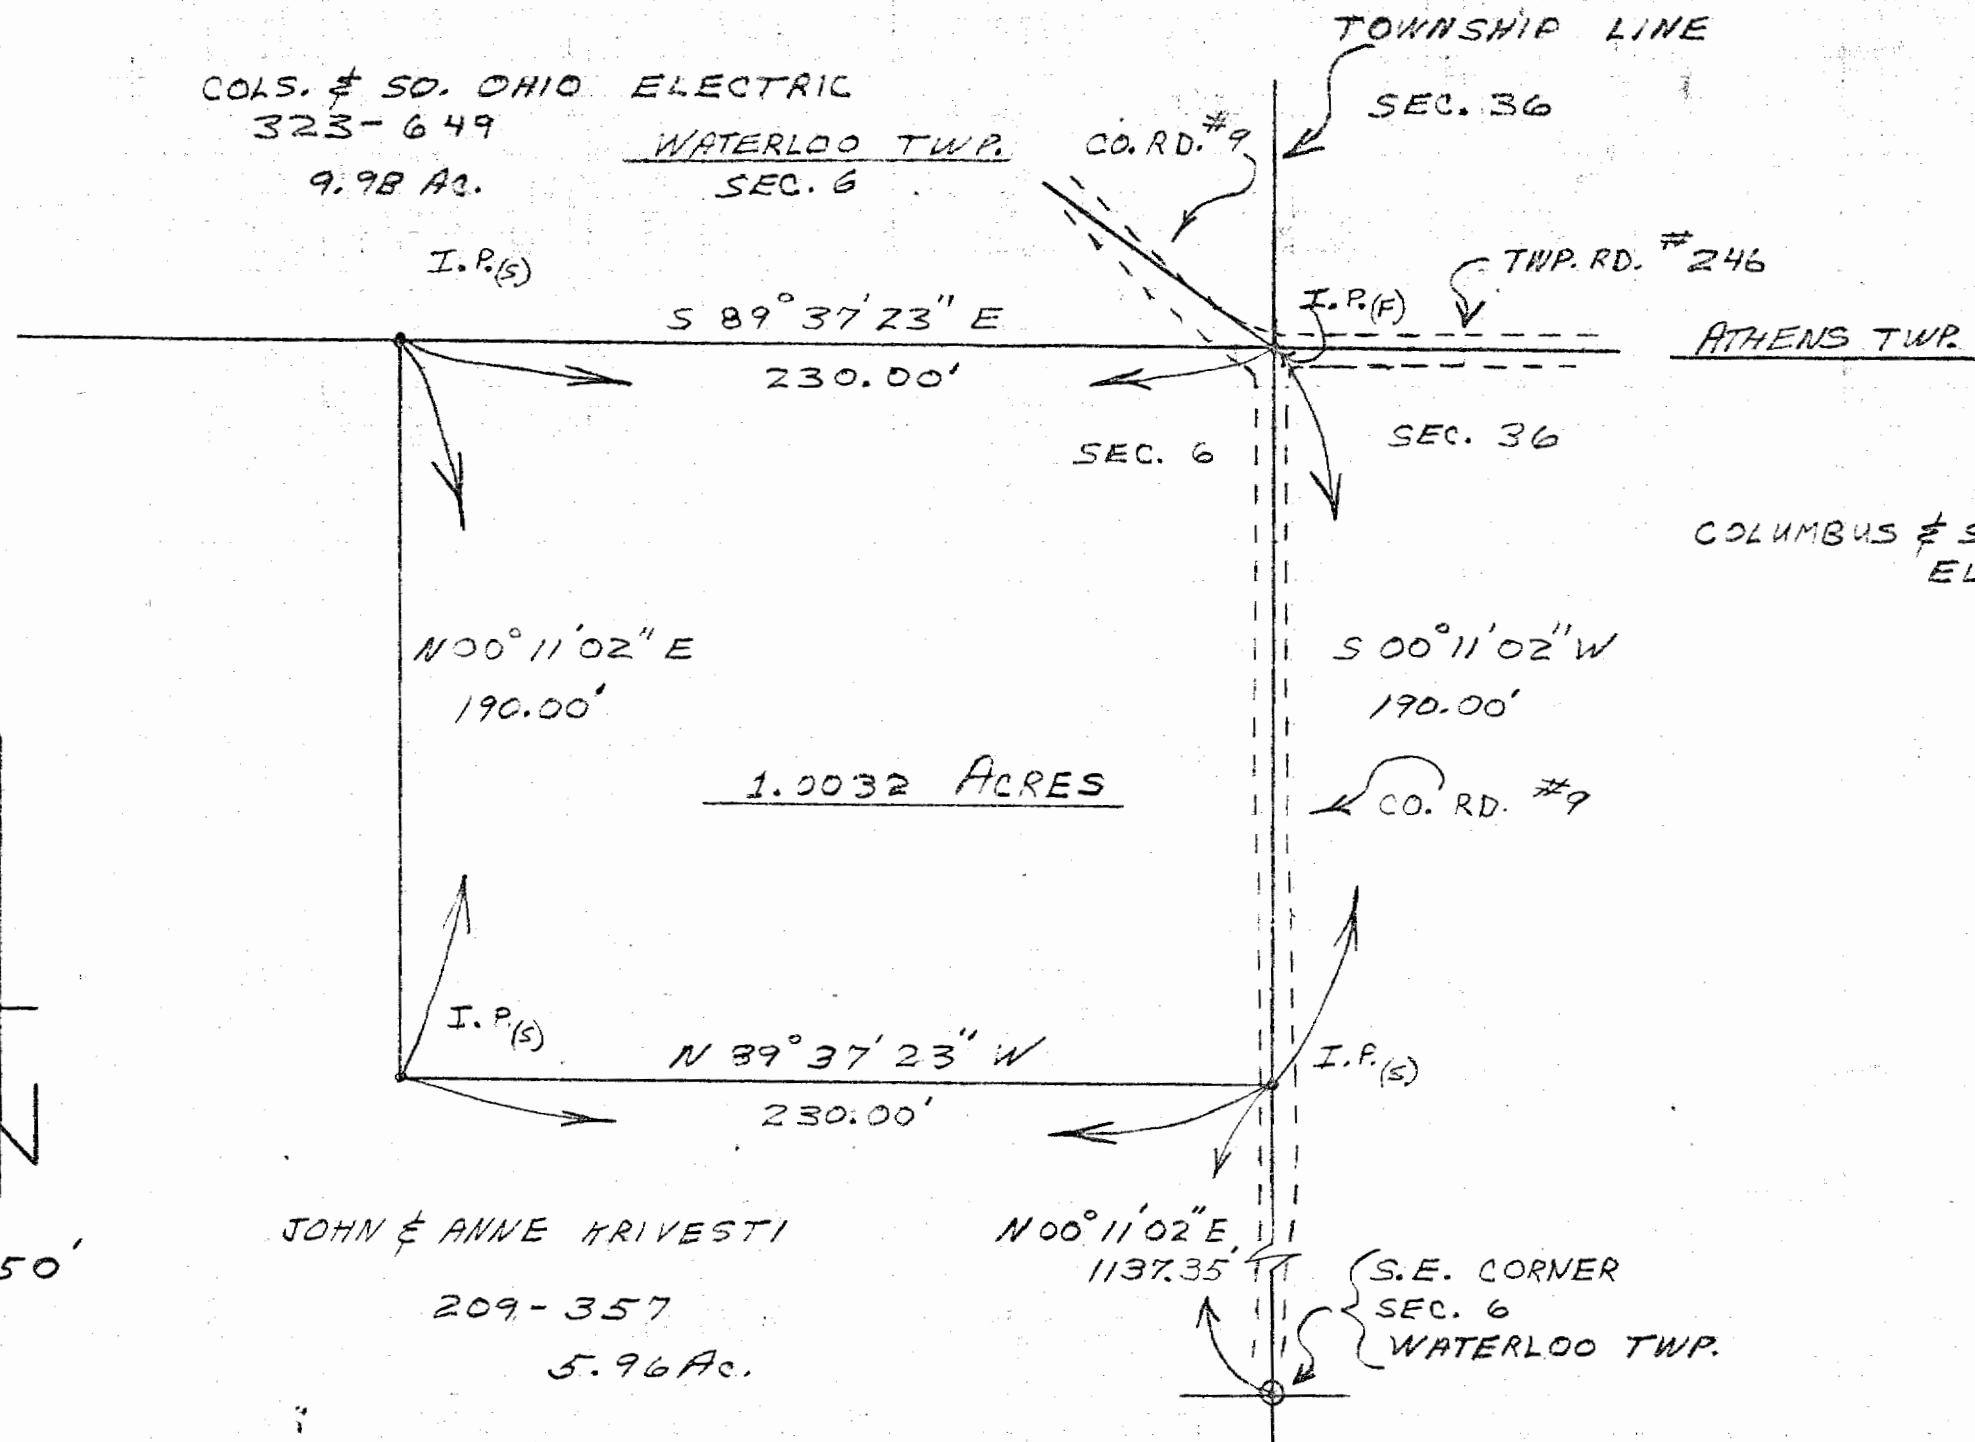 TOWNSHIP LINE
COLS. & SO. OHIO ELECTRIC
323-649
9.98 AC.
WATERLOO TWP.
SEC. 6
CO. RD. #9
SEC. 36
I.P.(S)
S 89° 37' 23" E
230.00'
I.P.(F)
TWP. RD. #246
ATHENS TWP.
SEC. 6
SEC. 36
COLUMBUS & S
EL
N 00° 11' 02" E
190.00'
S 00° 11' 02" W
190.00'
1.0032 ACRES
CO. RD. #9
I.P.(S)
N 89° 37' 23" W
230.00'
I.P.(S)
JOHN & ANNE KRIVESTI
209-357
5.96 Ac.
N 00° 11' 02" E
1137.35'
S.E. CORNER
SEC. 6
WATERLOO TWP.
50'